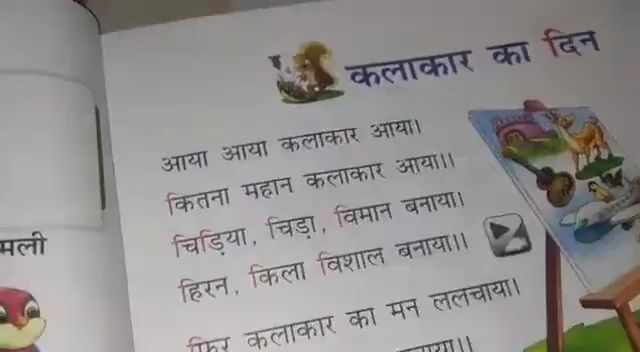 कलाकार का दिन
आया आया कलाकार आया।
कितना महान कलाकार आया।।
चिड़िया, चिड़ा, विमान बनाया।
हिरन, किला विशाल बनाया।।
फिर कलाकार का मन ललचाया।
मली